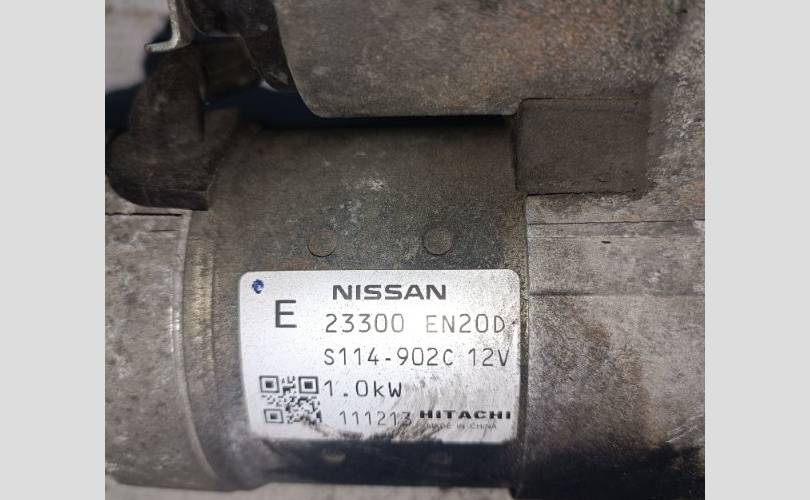 NISSAN
E 23300 EN20D
S114-902C 12V
1.0kW
111213 HITACHI
MADE IN CHINA